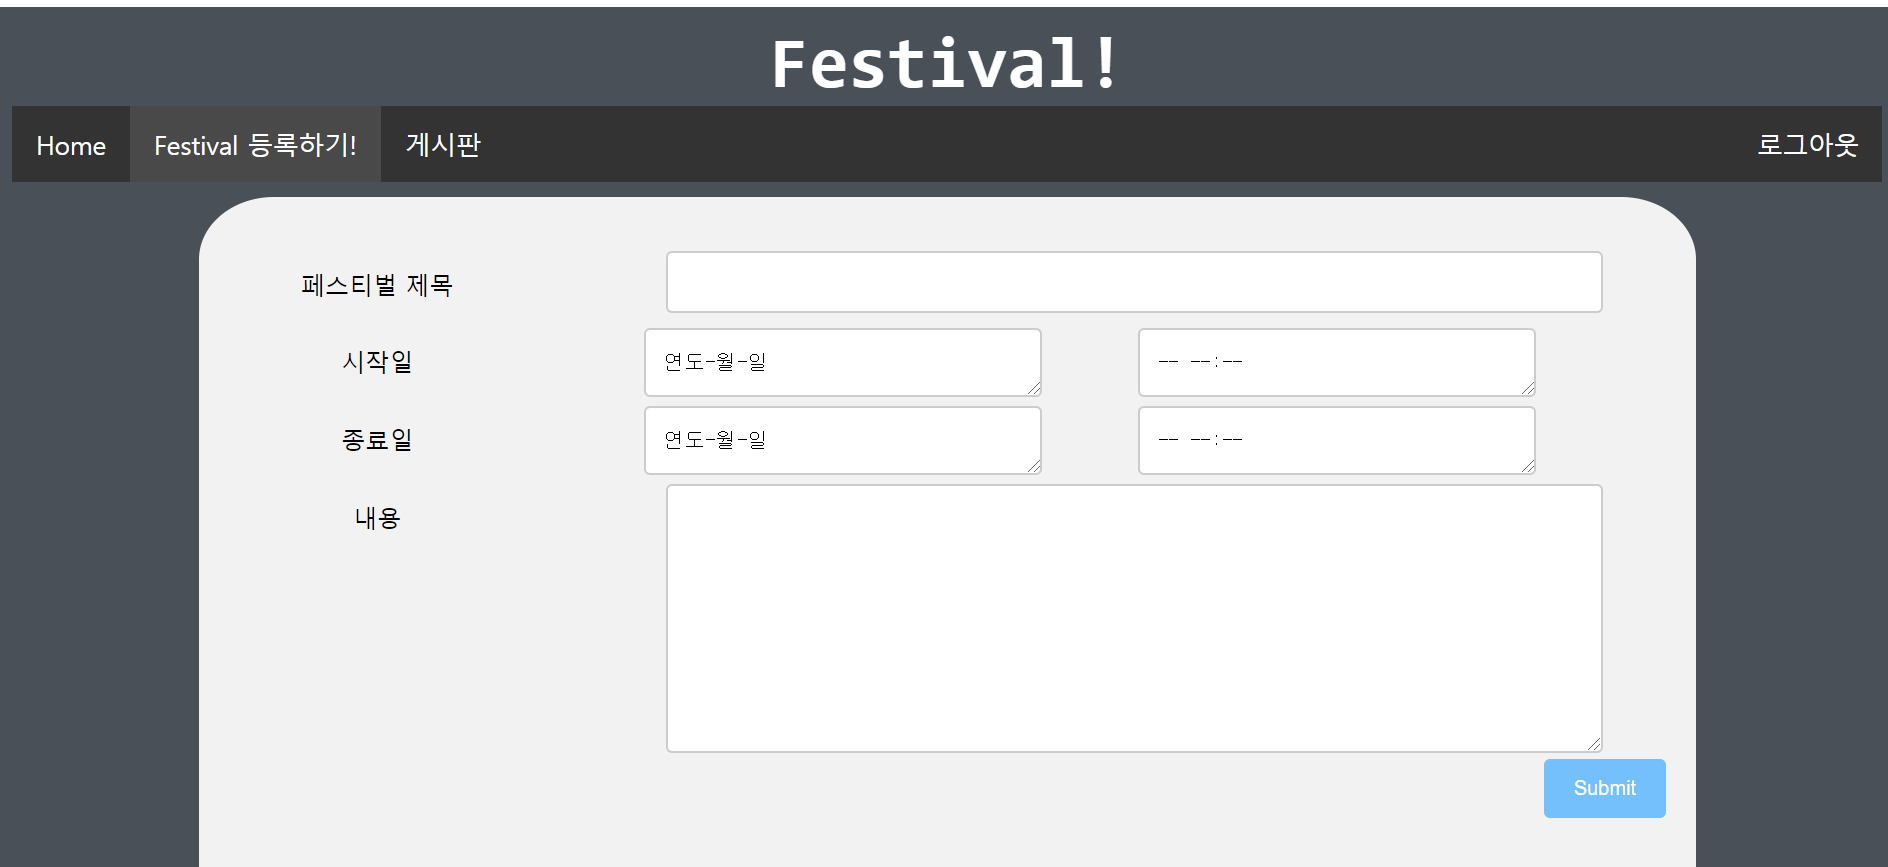 Festival!
Home Festival 등록하기! 게시판 로그아웃
페스티벌 제목
시작일 연도-월-일 -- --:--
종료일 연도-월-일 -- --:--
내용
Submit